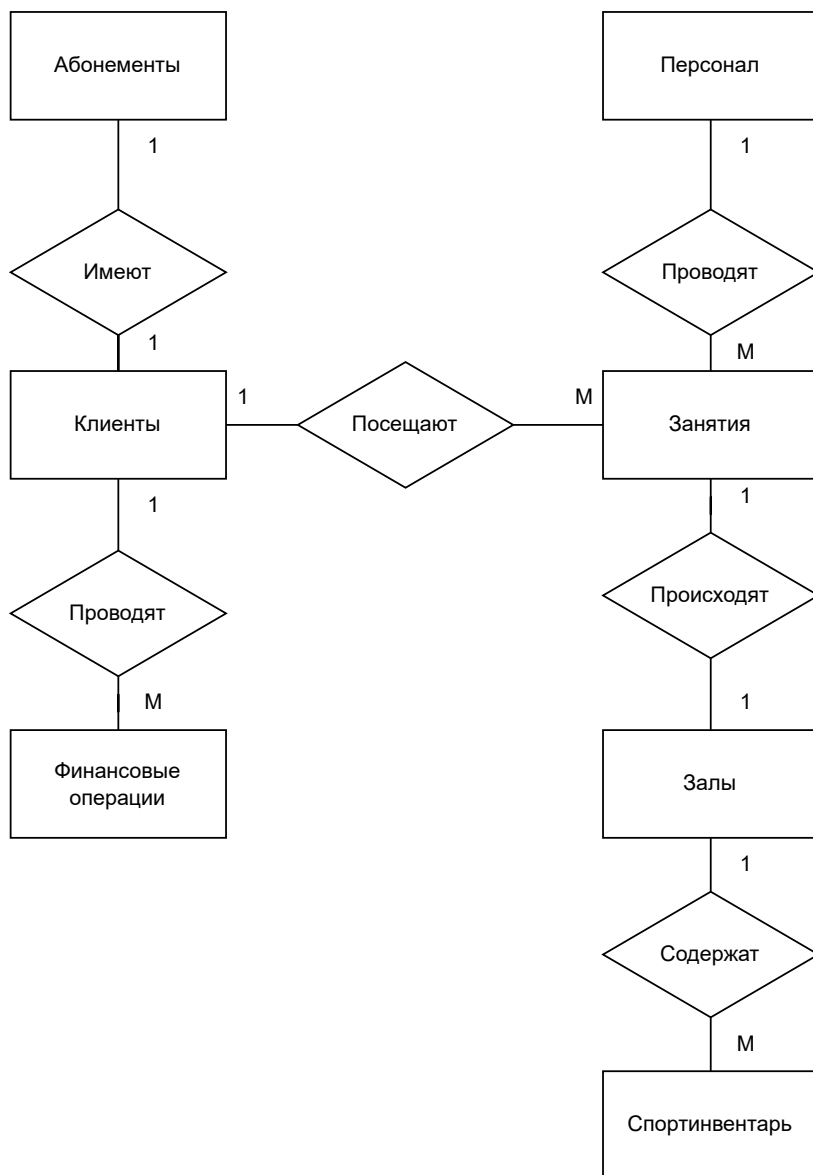 Абонементы
Персонал
1
1
Имеют
Проводят
1
М
Клиенты
1
Посещают
М
Занятия
1
1
Проводят
Происходят
М
1
Финансовые
операции
Залы
1
Содержат
М
Спортинвентарь